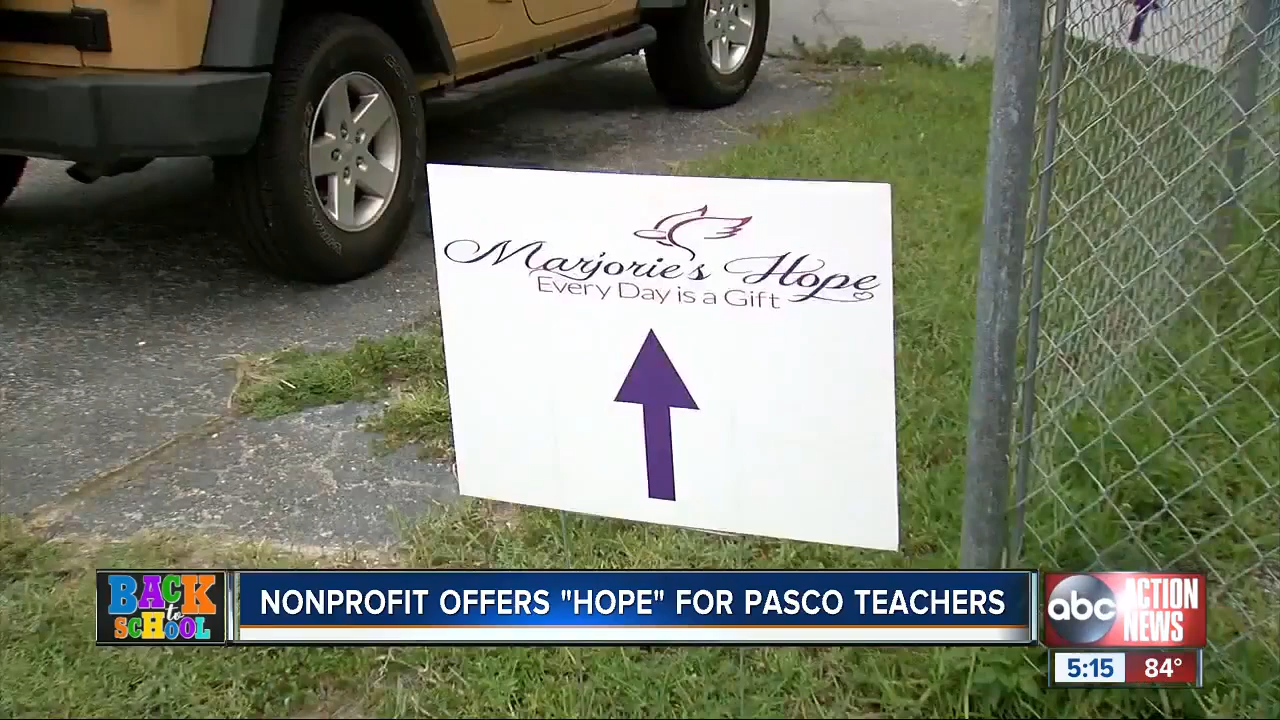 Marjorie's Hope
Every Day is a Gift
BACK
to
SCHOOL
NONPROFIT OFFERS "HOPE" FOR PASCO TEACHERS
abc
ACTION
NEWS
5:15 84°